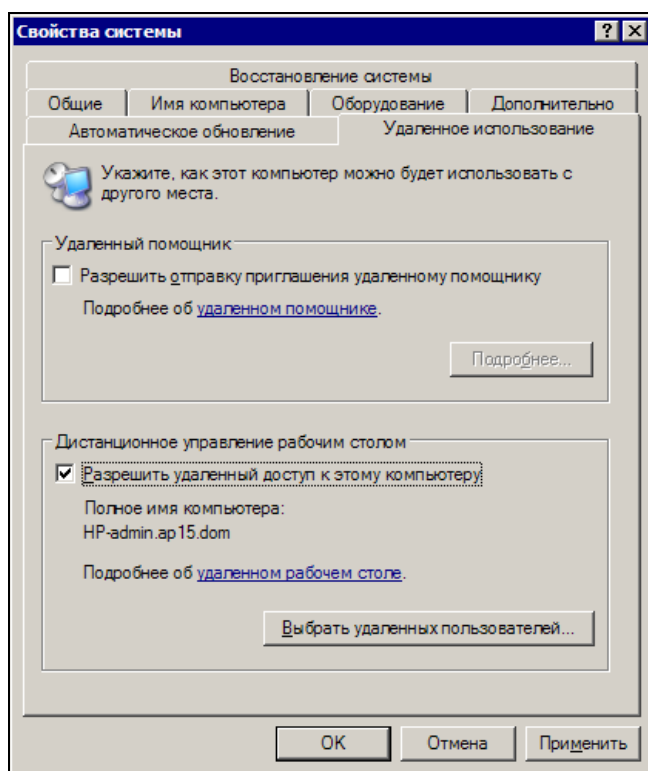 Свойства системы
Восстановление системы
Общие
Имя компьютера
Оборудование
Дополнительно
Автоматическое обновление
Удаленное использование
Укажите, как этот компьютер можно будет использовать с
другого места.
Удаленный помощник
Разрешить отправку приглашения удаленному помощнику
Подробнее об удаленном помощнике.
Подробнее...
Дистанционное управление рабочим столом
Разрешить удаленный доступ к этому компьютеру
Полное имя компьютера:
HP-admin.ap15.dom
Подробнее об удаленном рабочем столе.
Выбрать удаленных пользователей...
OK
Отмена
Применить